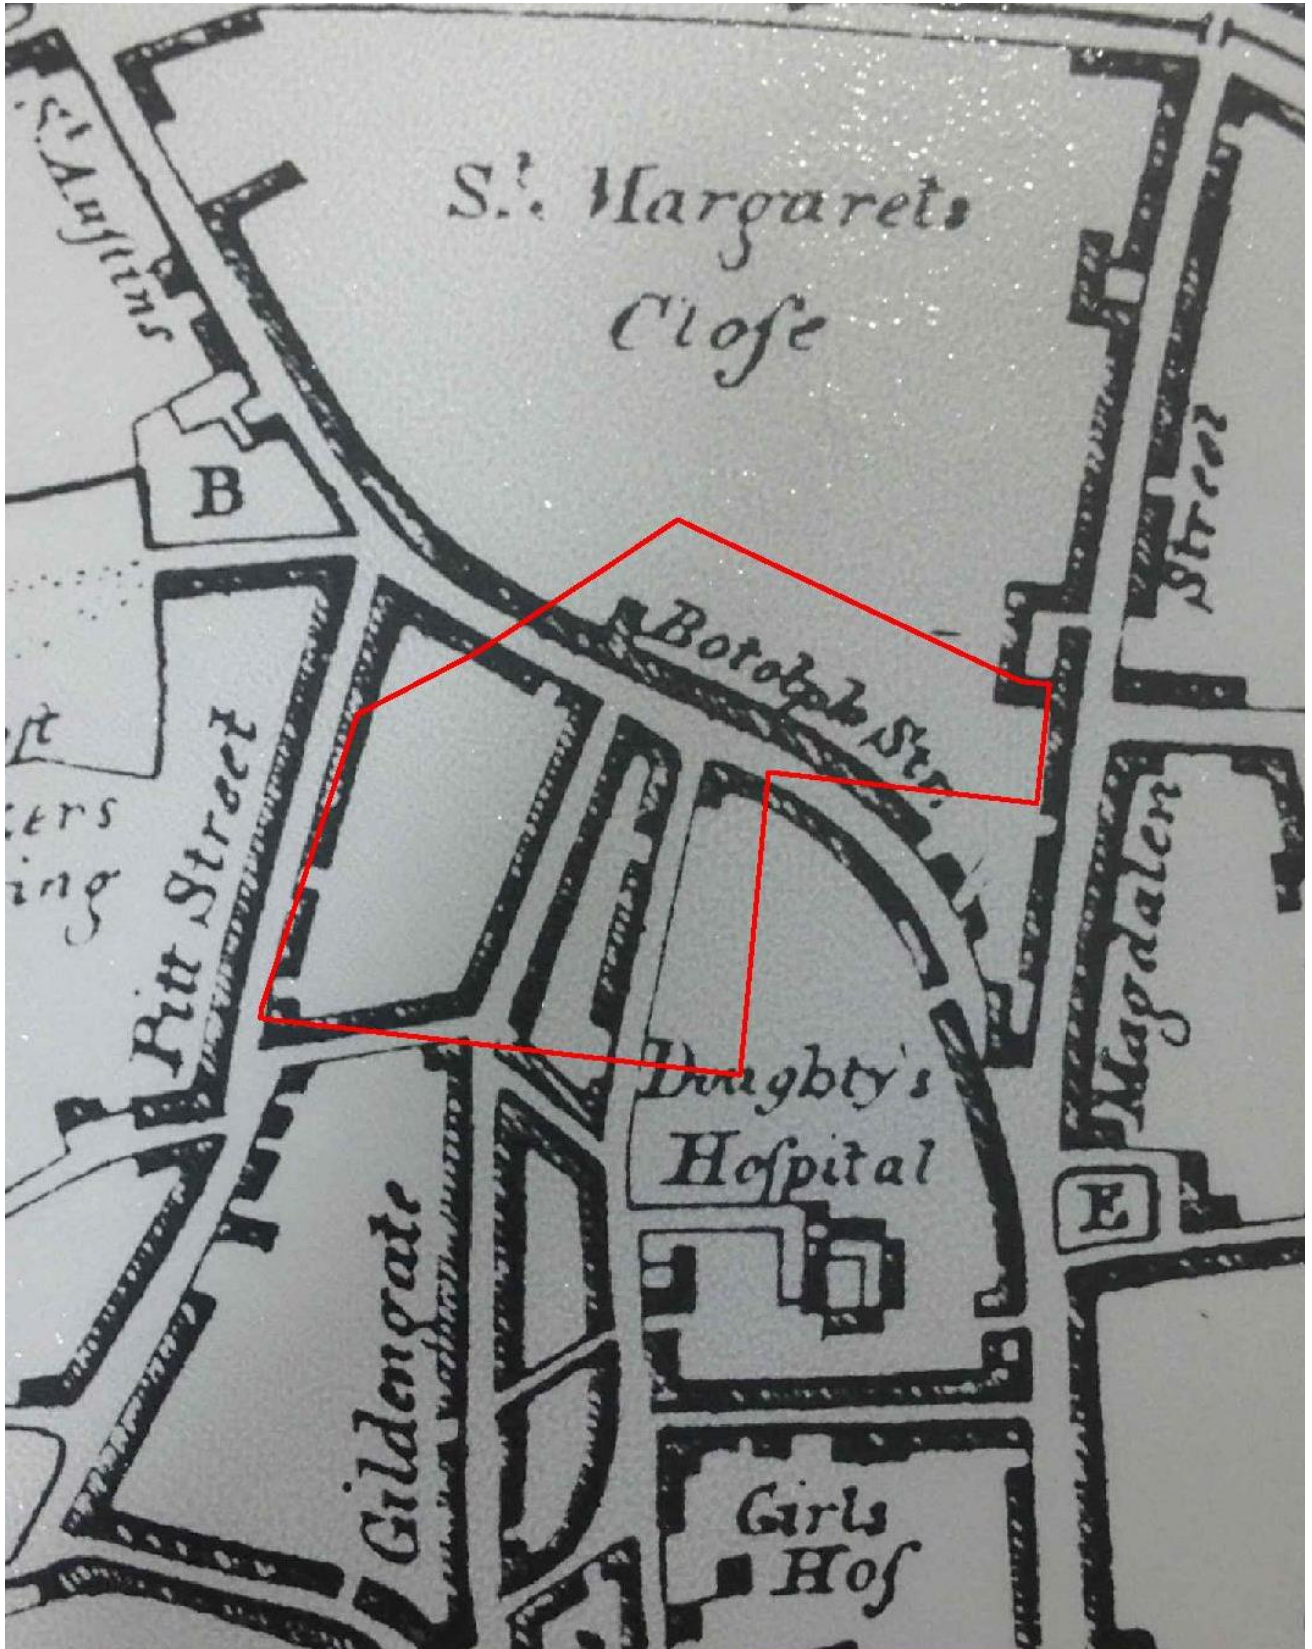 St. Austins
St. Margarets
Close
B
Street
Botolph Str.
Pitt Street
Magdalen
Doughty's
Hospital
E
Gildengate
Girls
Hoſ